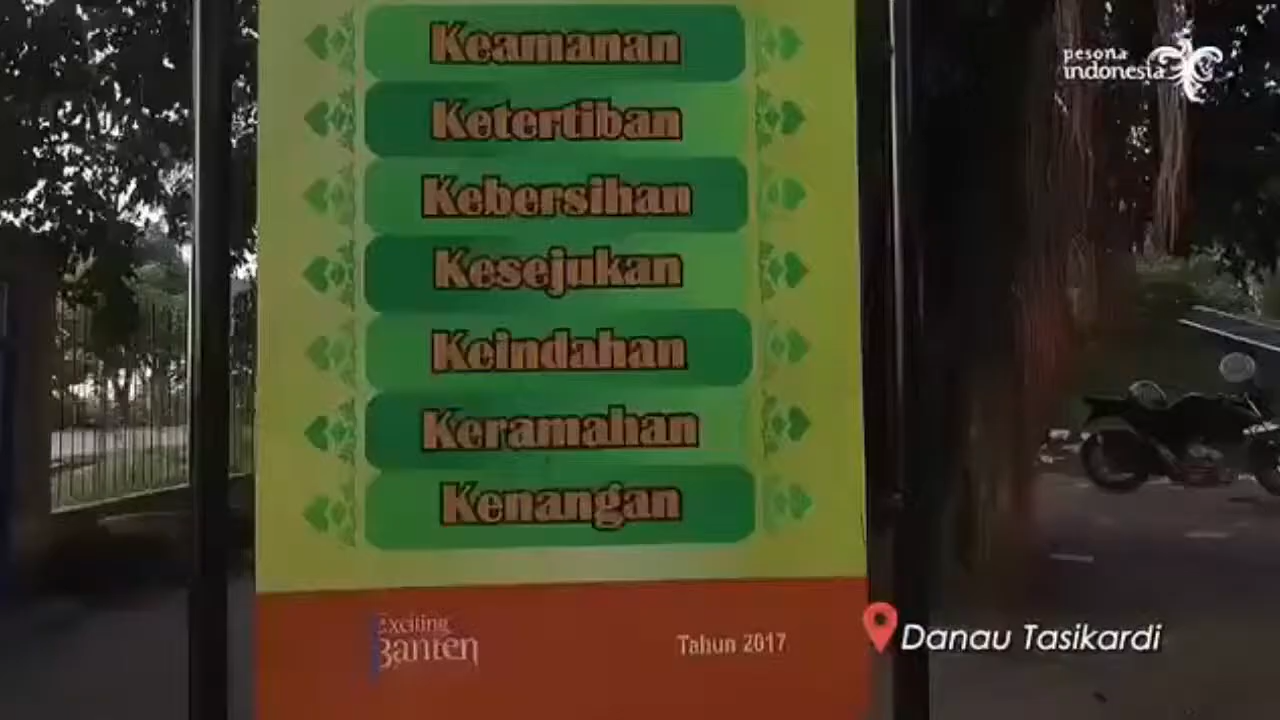 Keamanan
pesona
indonesia
Ketertiban
Kebersihan
Kesejukan
Keindahan
Keramahan
Kenangan
Exciting
Banten
Tahun 2017
Danau Tasikardi